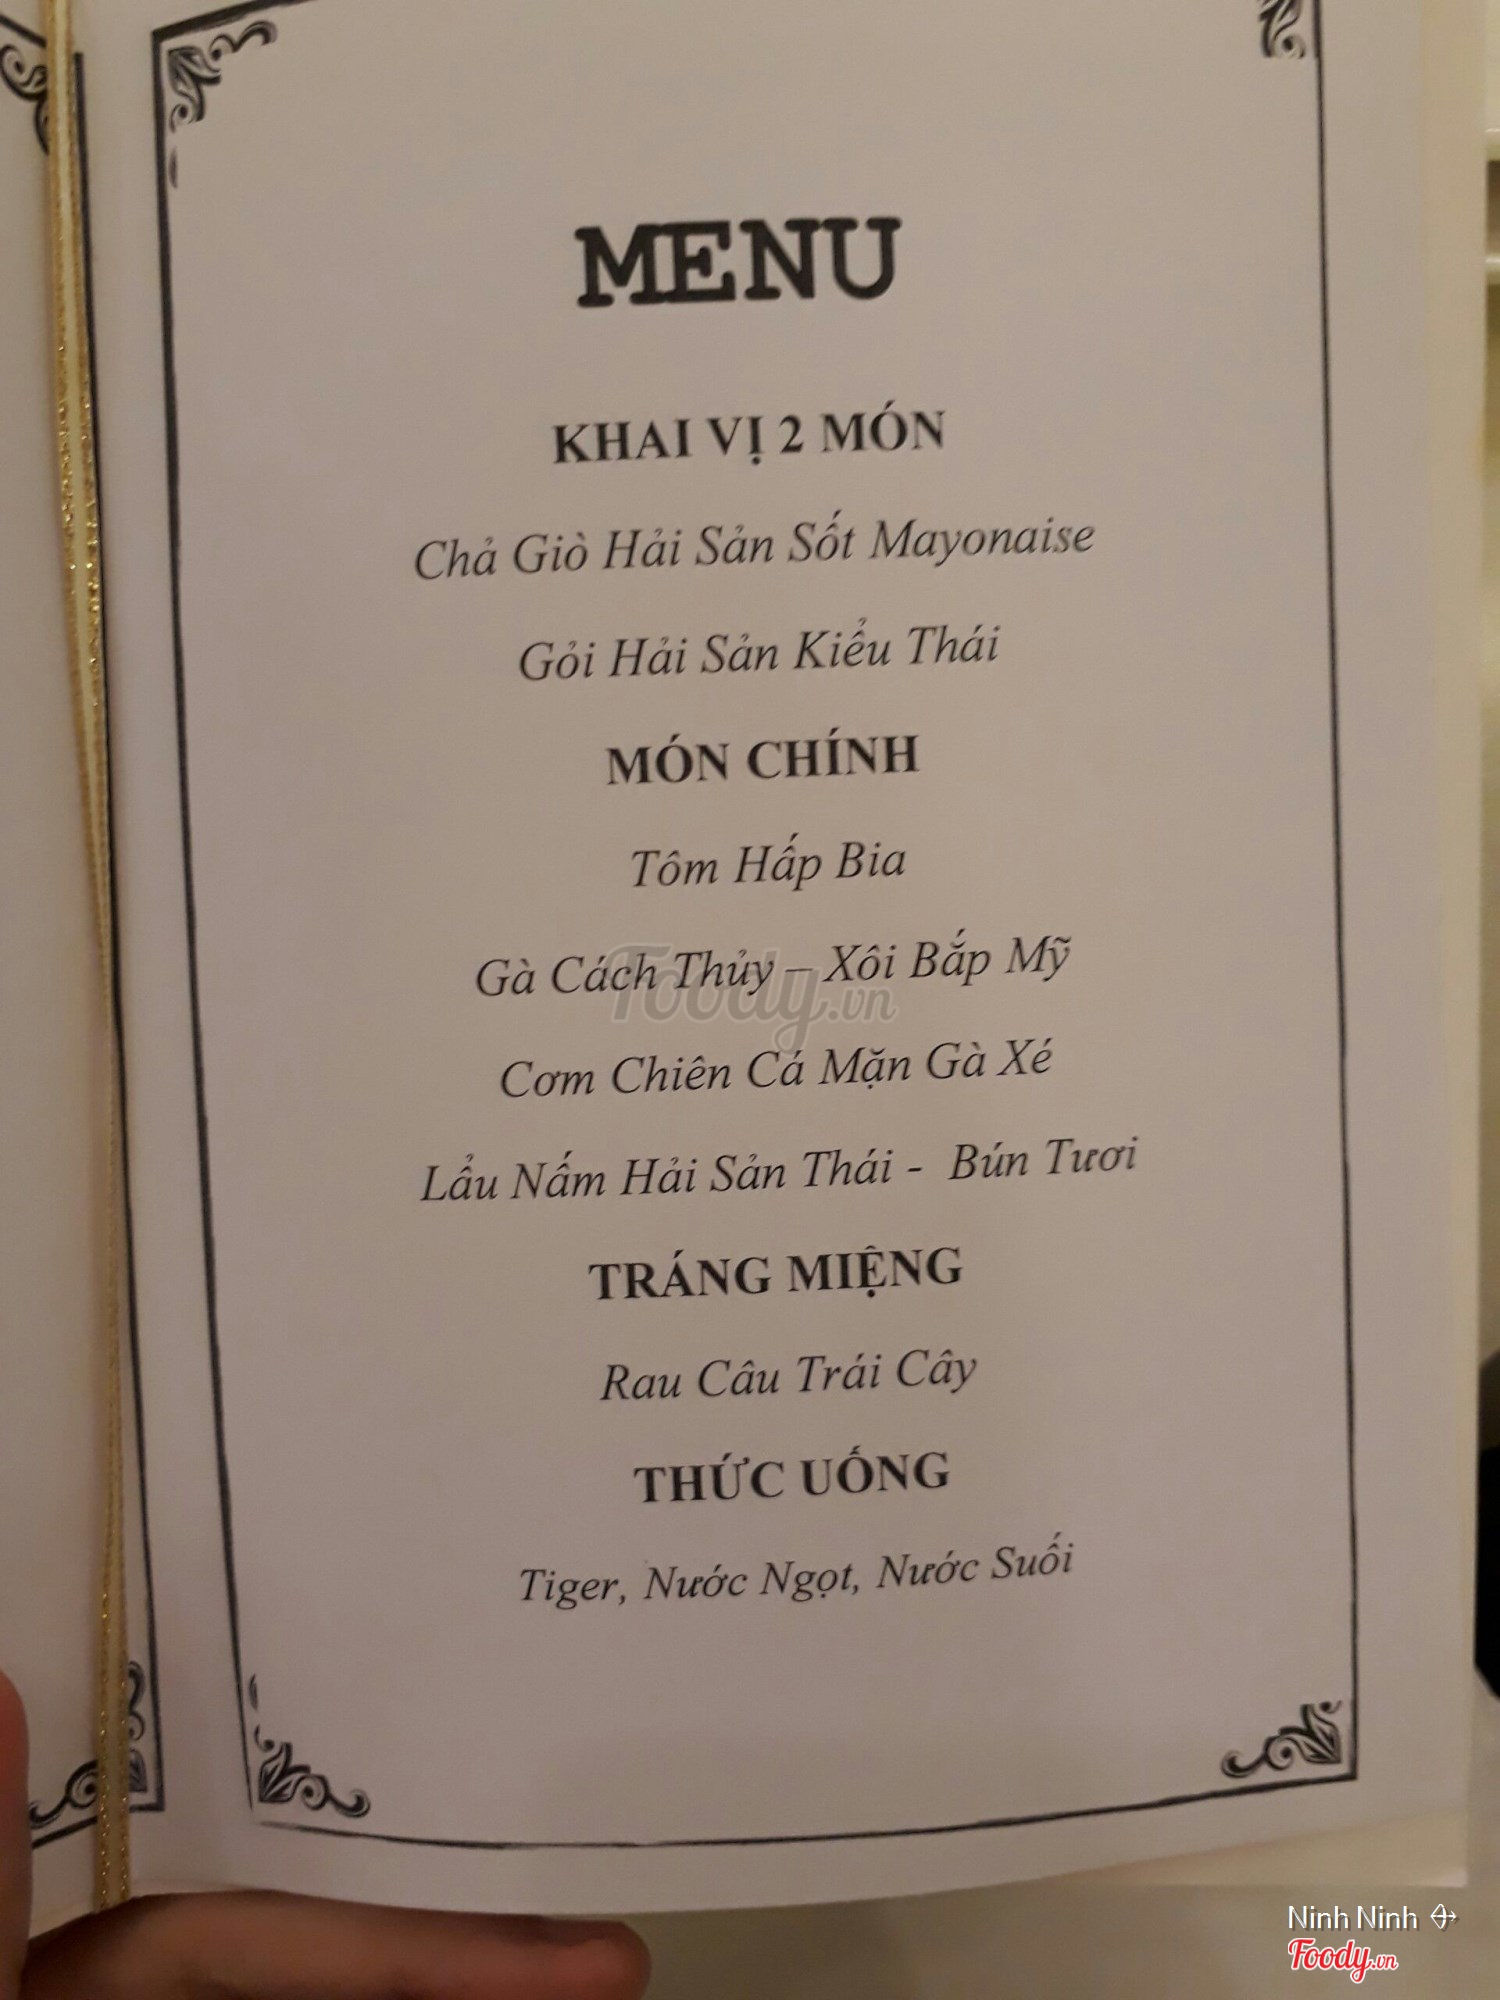 MENU
KHAI VỊ 2 MÓN
Chả Giò Hải Sản Sốt Mayonaise
Gỏi Hải Sản Kiểu Thái
MÓN CHÍNH
Tôm Hấp Bia
Gà Cách Thủy – Xôi Bắp Mỹ
Foody.vn
Cơm Chiên Cá Mặn Gà Xé
Lẩu Nấm Hải Sản Thái - Bún Tươi
TRÁNG MIỆNG
Rau Câu Trái Cây
THỨC UỐNG
Tiger, Nước Ngọt, Nước Suối
Ninh Ninh
Foody.vn